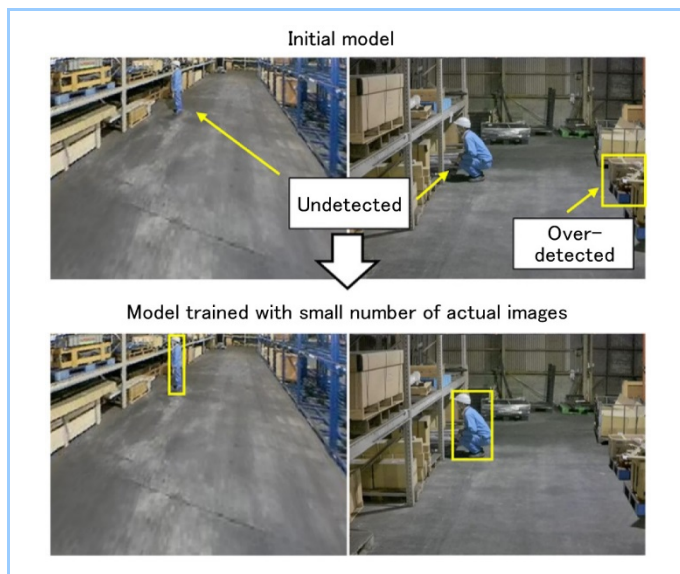 Initial model
Undetected
Over-
detected
Model trained with small number of actual images